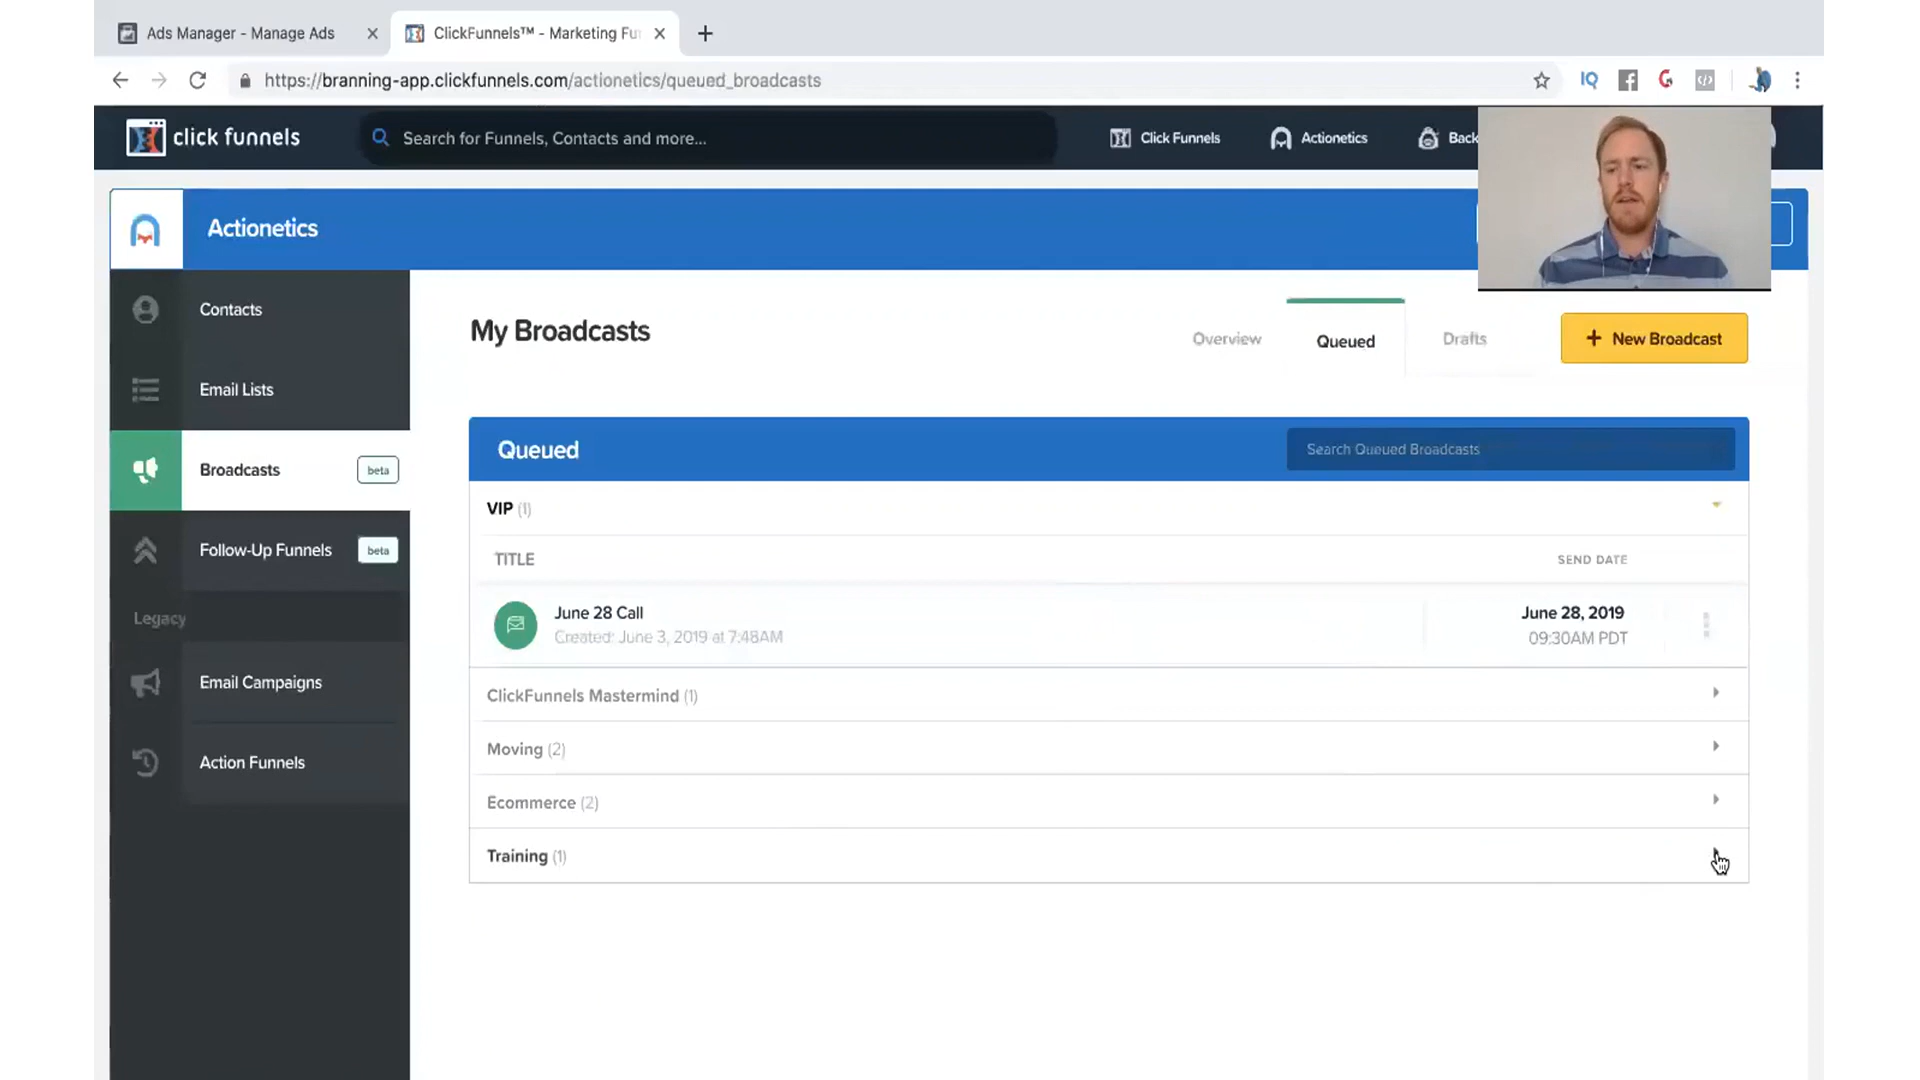 Ads Manager - Manage Ads
ClickFunnels™ - Marketing Fu
https://branning-app.clickfunnels.com/actionetics/queued_broadcasts
IQ
click funnels
Search for Funnels, Contacts and more...
Click Funnels
Actionetics
Back
Actionetics
Contacts
Email Lists
Broadcasts
beta
Follow-Up Funnels
beta
Legacy
Email Campaigns
Action Funnels
My Broadcasts
Overview
Queued
Drafts
+ New Broadcast
Queued
Search Queued Broadcasts
VIP (1)
TITLE
SEND DATE
June 28 Call
June 28, 2019
Created: June 3, 2019 at 7:48AM
09:30AM PDT
ClickFunnels Mastermind (1)
Moving (2)
Ecommerce (2)
Training (1)